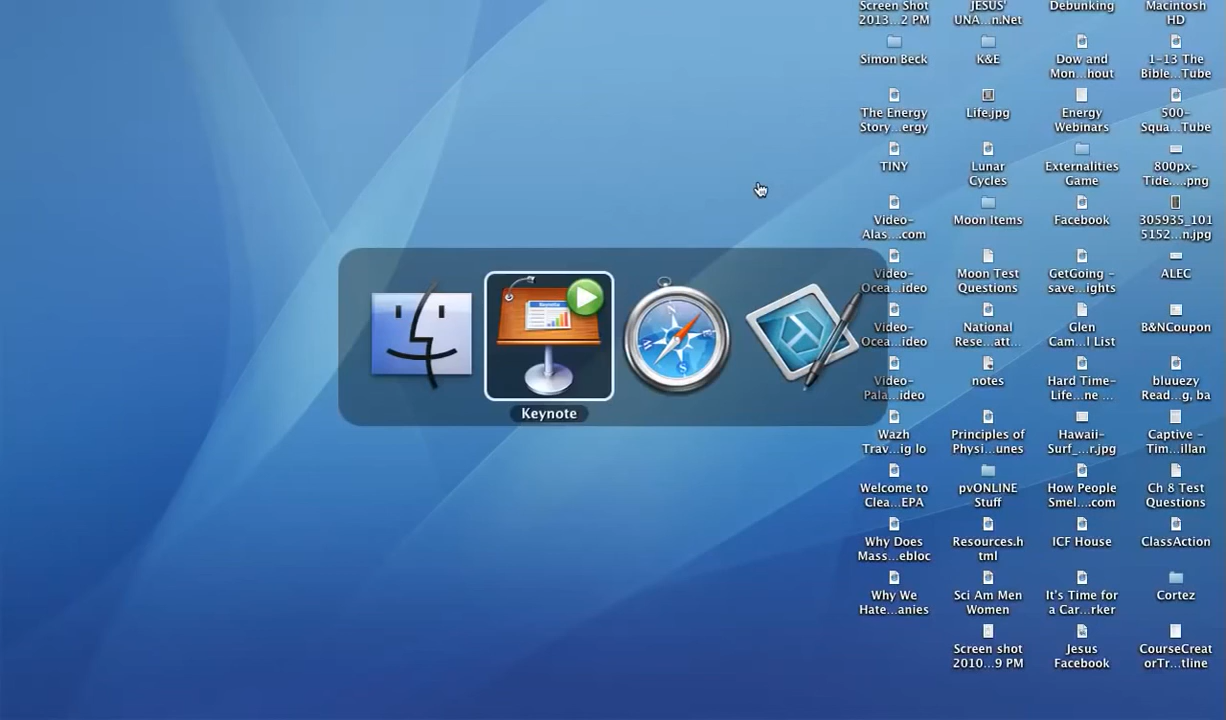 Screen Shot
2013...2 PM
JESUS'
UNA...n.Net
Debunking
Macintosh
HD
Simon Beck
K&E
Dow and
Mon...hout
1-13 The
Bible...Tube
The Energy
Story...ergy
Life.jpg
Energy
Webinars
500-
Squa...Tube
TINY
Lunar
Cycles
Externalities
Game
800px-
Tide....png
Video-
Alas....com
Moon Items
Facebook
305935_101
5152...n.jpg
Video-
Ocea...ideo
Moon Test
Questions
GetGoing -
save...ights
ALEC
Video-
Ocea...ideo
National
Rese...att...
Glen
Cam...l List
B&NCoupon
Video-
Pala...ideo
notes
Hard Time-
Life...ne ...
bluuezy
Read...g, ba
Wazh
Trav...ig lo
Principles of
Physi...unes
Hawaii-
Surf_...r.jpg
Captive -
Tim...illan
Welcome to
Clea...EPA
pvONLINE
Stuff
How People
Smel....com
Ch 8 Test
Questions
Why Does
Mass...ebloc
Resources.h
tml
ICF House
ClassAction
Why We
Hate...anies
Sci Am Men
Women
It's Time for
a Car...rker
Cortez
Screen shot
2010...9 PM
Jesus
Facebook
CourseCreat
orTr...tline
Keynote